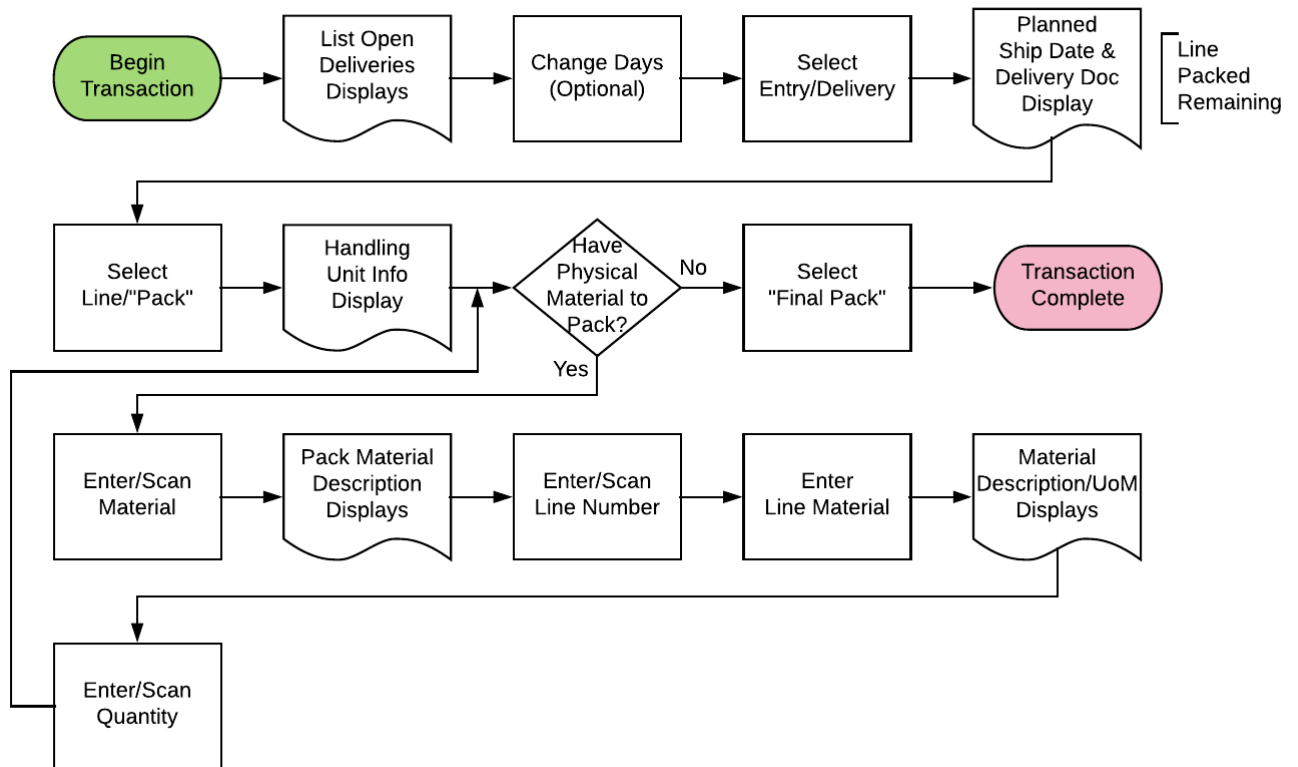 Begin
Transaction
List Open
Deliveries
Displays
Change Days
(Optional)
Select
Entry/Delivery
Planned
Ship Date &
Delivery Doc
Display
Line
Packed
Remaining
Select
Line/"Pack"
Handling
Unit Info
Display
Have
Physical
Material to
Pack?
No
Yes
Select
"Final Pack"
Transaction
Complete
Enter/Scan
Material
Pack Material
Description
Displays
Enter/Scan
Line Number
Enter
Line Material
Material
Description/UoM
Displays
Enter/Scan
Quantity